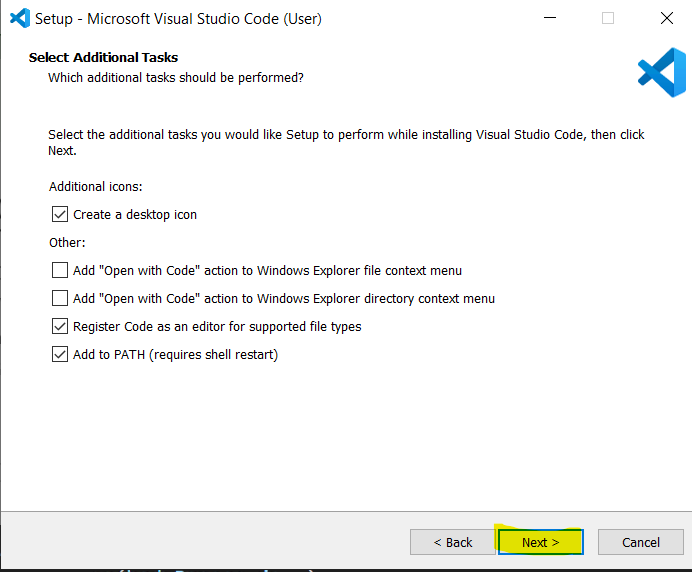 Setup - Microsoft Visual Studio Code (User)
Select Additional Tasks
Which additional tasks should be performed?
Select the additional tasks you would like Setup to perform while installing Visual Studio Code, then click
Next.
Additional icons:
Create a desktop icon
Other:
Add "Open with Code" action to Windows Explorer file context menu
Add "Open with Code" action to Windows Explorer directory context menu
Register Code as an editor for supported file types
Add to PATH (requires shell restart)
< Back Next > Cancel